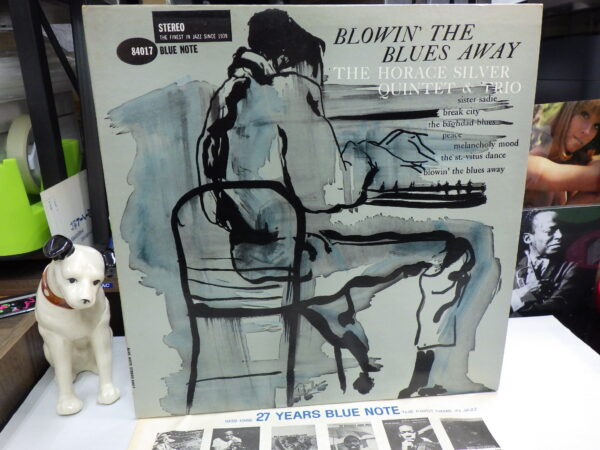 STEREO
THE FINEST IN JAZZ SINCE 1939
84017 BLUE NOTE
BLOWIN' THE
BLUES AWAY
THE HORACE SILVER
QUINTET & TRIO
sister sadie
break city
the baghdad blues
peace
melancholy mood
the st. vitus dance
blowin' the blues away
27 YEARS BLUE NOTE THE FINEST NAME IN JAZZ